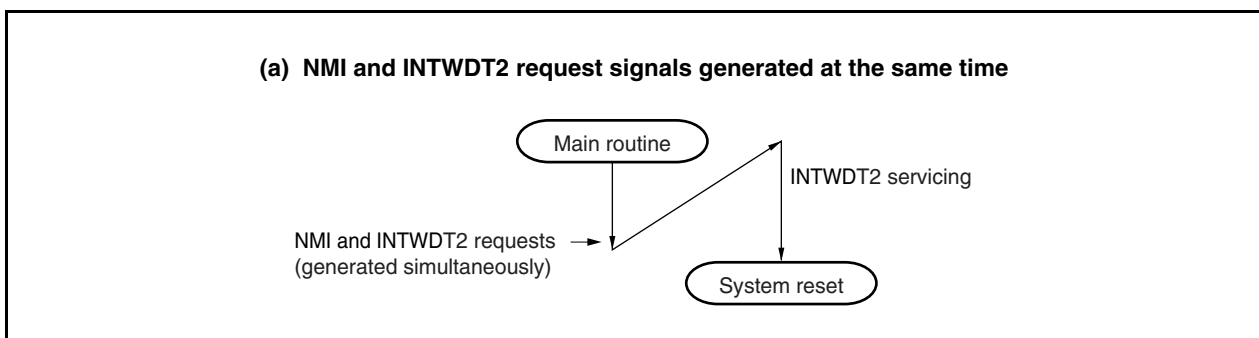 (a) NMI and INTWDT2 request signals generated at the same time
Main routine
INTWDT2 servicing
NMI and INTWDT2 requests
(generated simultaneously)
System reset